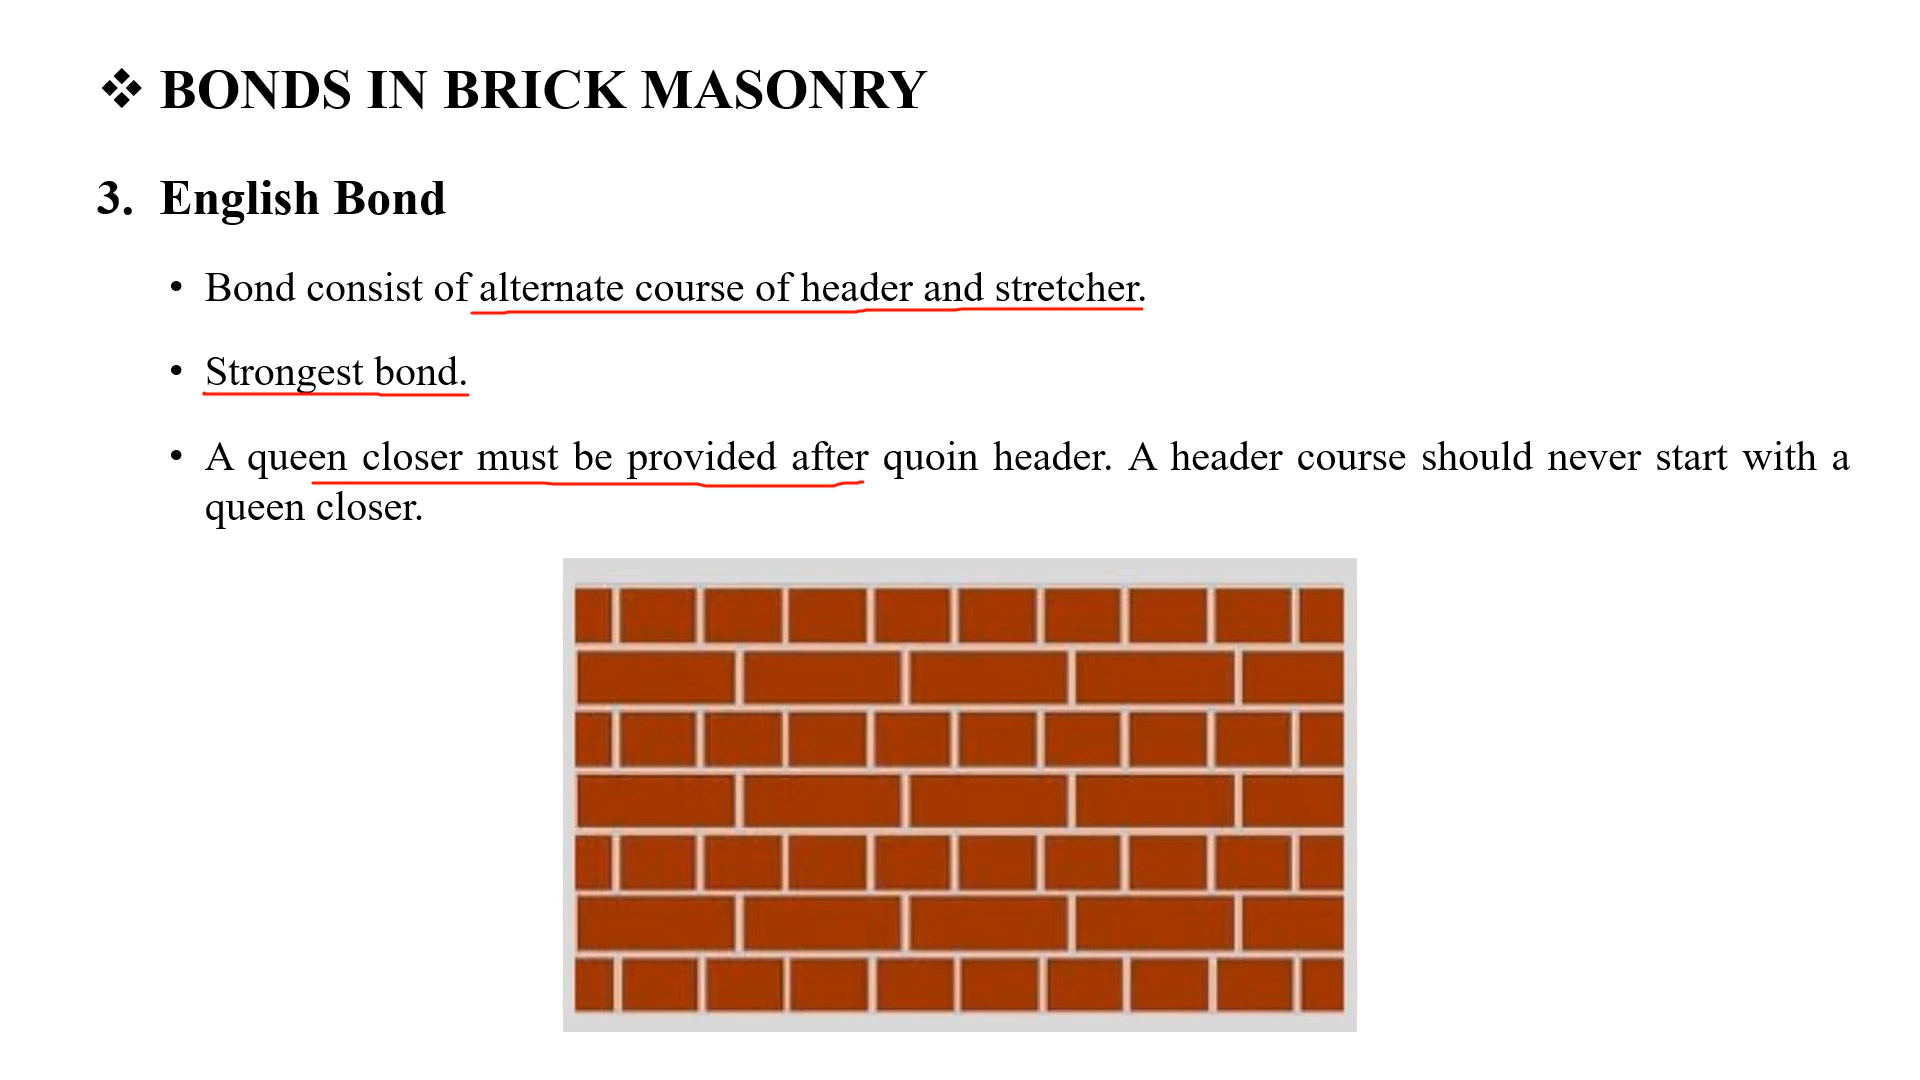 ❖ BONDS IN BRICK MASONRY
3. English Bond
• Bond consist of alternate course of header and stretcher.
• Strongest bond.
• A queen closer must be provided after quoin header. A header course should never start with a
queen closer.